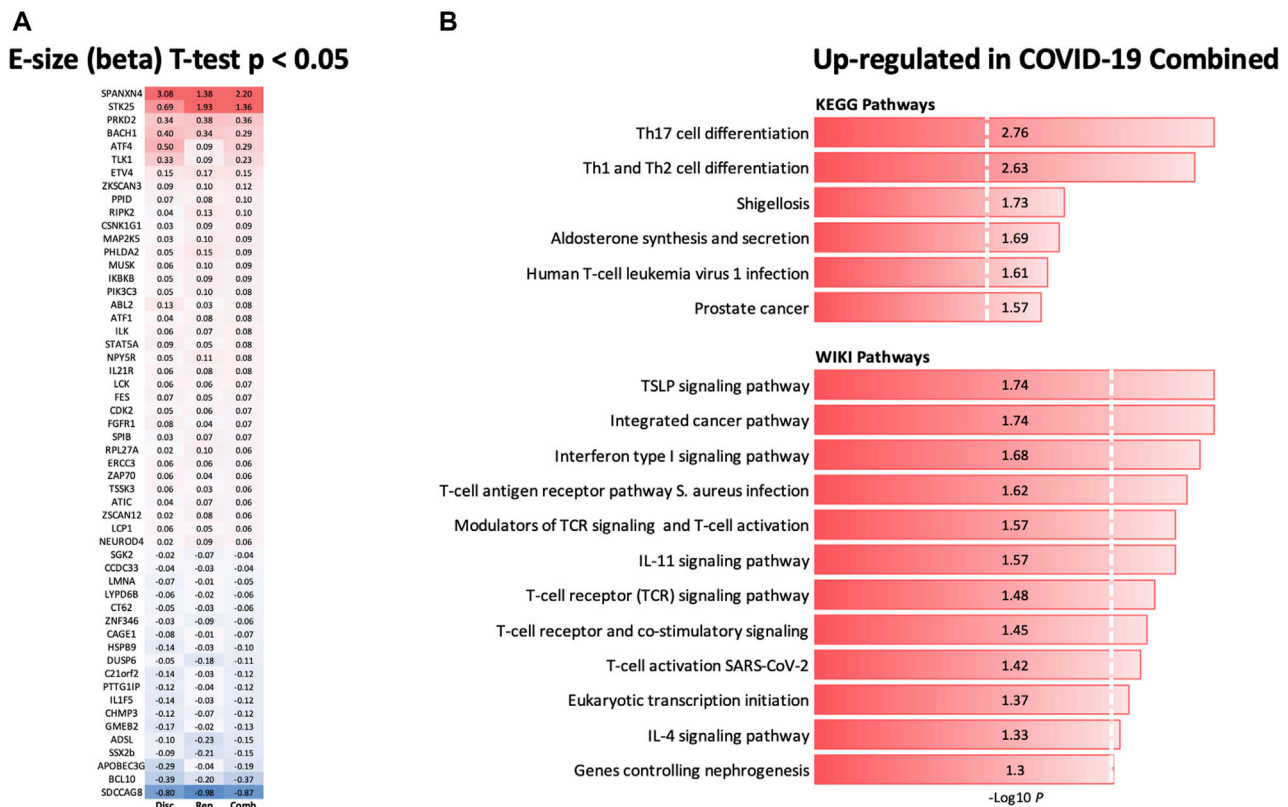 A
E-size (beta) T-test p < 0.05
SPANXN4 3.08 1.38 2.20
STK25 0.69 1.93 1.36
PRKD2 0.34 0.38 0.36
BACH1 0.40 0.34 0.29
ATF4 0.50 0.09 0.29
TLK1 0.33 0.09 0.23
ETV4 0.15 0.17 0.15
ZKSCAN3 0.09 0.10 0.12
PPID 0.07 0.08 0.10
RIPK2 0.04 0.13 0.10
CSNK1G1 0.03 0.09 0.09
MAP2K5 0.03 0.10 0.09
PHLDA2 0.05 0.15 0.09
MUSK 0.06 0.10 0.09
IKBKB 0.05 0.09 0.09
PIK3C3 0.05 0.10 0.08
ABL2 0.13 0.03 0.08
ATF1 0.04 0.08 0.08
ILK 0.06 0.07 0.08
STAT5A 0.09 0.05 0.08
NPY5R 0.05 0.11 0.08
IL21R 0.06 0.08 0.08
LCK 0.06 0.06 0.07
FES 0.07 0.05 0.07
CDK2 0.05 0.06 0.07
FGFR1 0.08 0.04 0.07
SPIB 0.03 0.07 0.07
RPL27A 0.02 0.10 0.06
ERCC3 0.06 0.06 0.06
ZAP70 0.06 0.04 0.06
TSSK3 0.06 0.03 0.06
ATIC 0.04 0.07 0.06
ZSCAN12 0.02 0.08 0.06
LCP1 0.06 0.05 0.06
NEUROD4 0.02 0.09 0.06
SGK2 -0.02 -0.07 -0.04
CCDC33 -0.04 -0.03 -0.04
LMNA -0.07 -0.01 -0.05
LYPD6B -0.06 -0.02 -0.06
CT62 -0.05 -0.03 -0.06
ZNF346 -0.03 -0.09 -0.06
CAGE1 -0.08 -0.01 -0.07
HSPB9 -0.14 -0.03 -0.10
DUSP6 -0.05 -0.18 -0.11
C21orf2 -0.14 -0.03 -0.12
PTTG1IP -0.12 -0.04 -0.12
IL1F5 -0.14 -0.03 -0.12
CHMP3 -0.12 -0.07 -0.12
GMEB2 -0.17 -0.02 -0.13
ADSL -0.10 -0.23 -0.15
SSX2b -0.09 -0.21 -0.15
APOBEC3G -0.29 -0.04 -0.19
BCL10 -0.39 -0.20 -0.37
SDCCAG8 -0.80 -0.98 -0.87
Disc Rep Comb
B
Up-regulated in COVID-19 Combined
KEGG Pathways
Th17 cell differentiation 2.76
Th1 and Th2 cell differentiation 2.63
Shigellosis 1.73
Aldosterone synthesis and secretion 1.69
Human T-cell leukemia virus 1 infection 1.61
Prostate cancer 1.57
WIKI Pathways
TSLP signaling pathway 1.74
Integrated cancer pathway 1.74
Interferon type I signaling pathway 1.68
T-cell antigen receptor pathway S. aureus infection 1.62
Modulators of TCR signaling and T-cell activation 1.57
IL-11 signaling pathway 1.57
T-cell receptor (TCR) signaling pathway 1.48
T-cell receptor and co-stimulatory signaling 1.45
T-cell activation SARS-CoV-2 1.42
Eukaryotic transcription initiation 1.37
IL-4 signaling pathway 1.33
Genes controlling nephrogenesis 1.3
-Log10 P